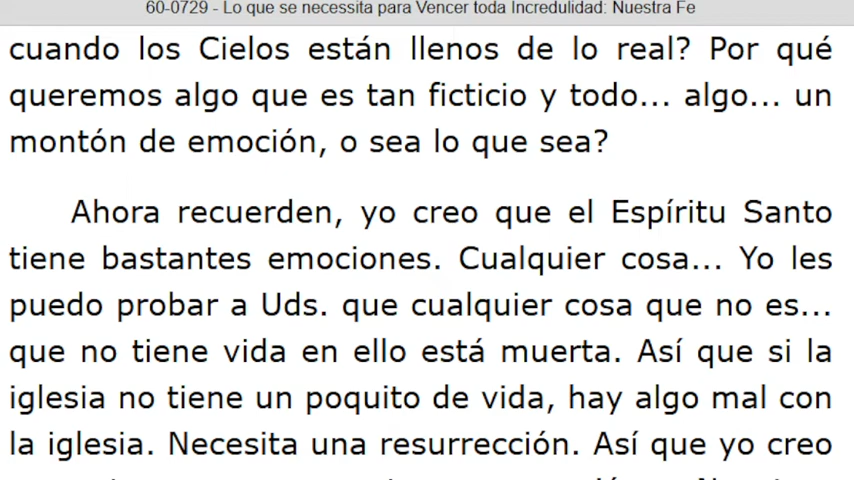 60-0729 - Lo que se necessita para Vencer toda Incredulidad: Nuestra Fe
cuando los Cielos están llenos de lo real? Por qué
queremos algo que es tan ficticio y todo... algo... un
montón de emoción, o sea lo que sea?
Ahora recuerden, yo creo que el Espíritu Santo
tiene bastantes emociones. Cualquier cosa... Yo les
puedo probar a Uds. que cualquier cosa que no es...
que no tiene vida en ello está muerta. Así que si la
iglesia no tiene un poquito de vida, hay algo mal con
la iglesia. Necesita una resurrección. Así que yo creo